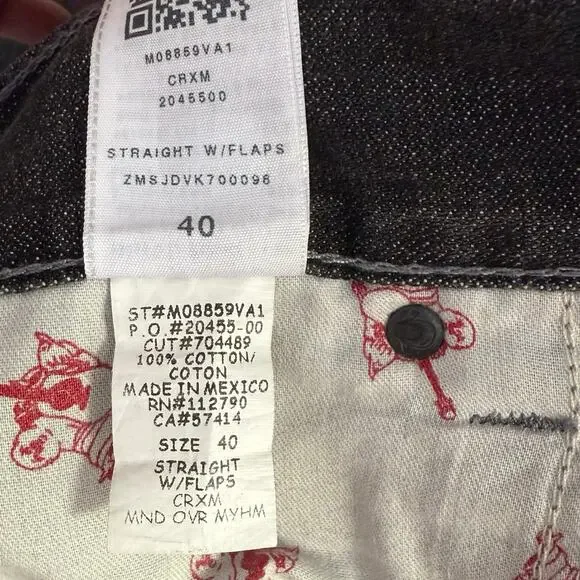 M08859VA1
CRXM
2045500
STRAIGHT W/FLAPS
ZMSJDVK700098
40
ST#M08859VA1
P.O.#20455-00
CUT#704489
100% COTTON/
COTON
MADE IN MEXICO
RN#112790
CA#57414
SIZE 40
STRAIGHT
W/FLAPS
CRXM
MND OVR MYHM